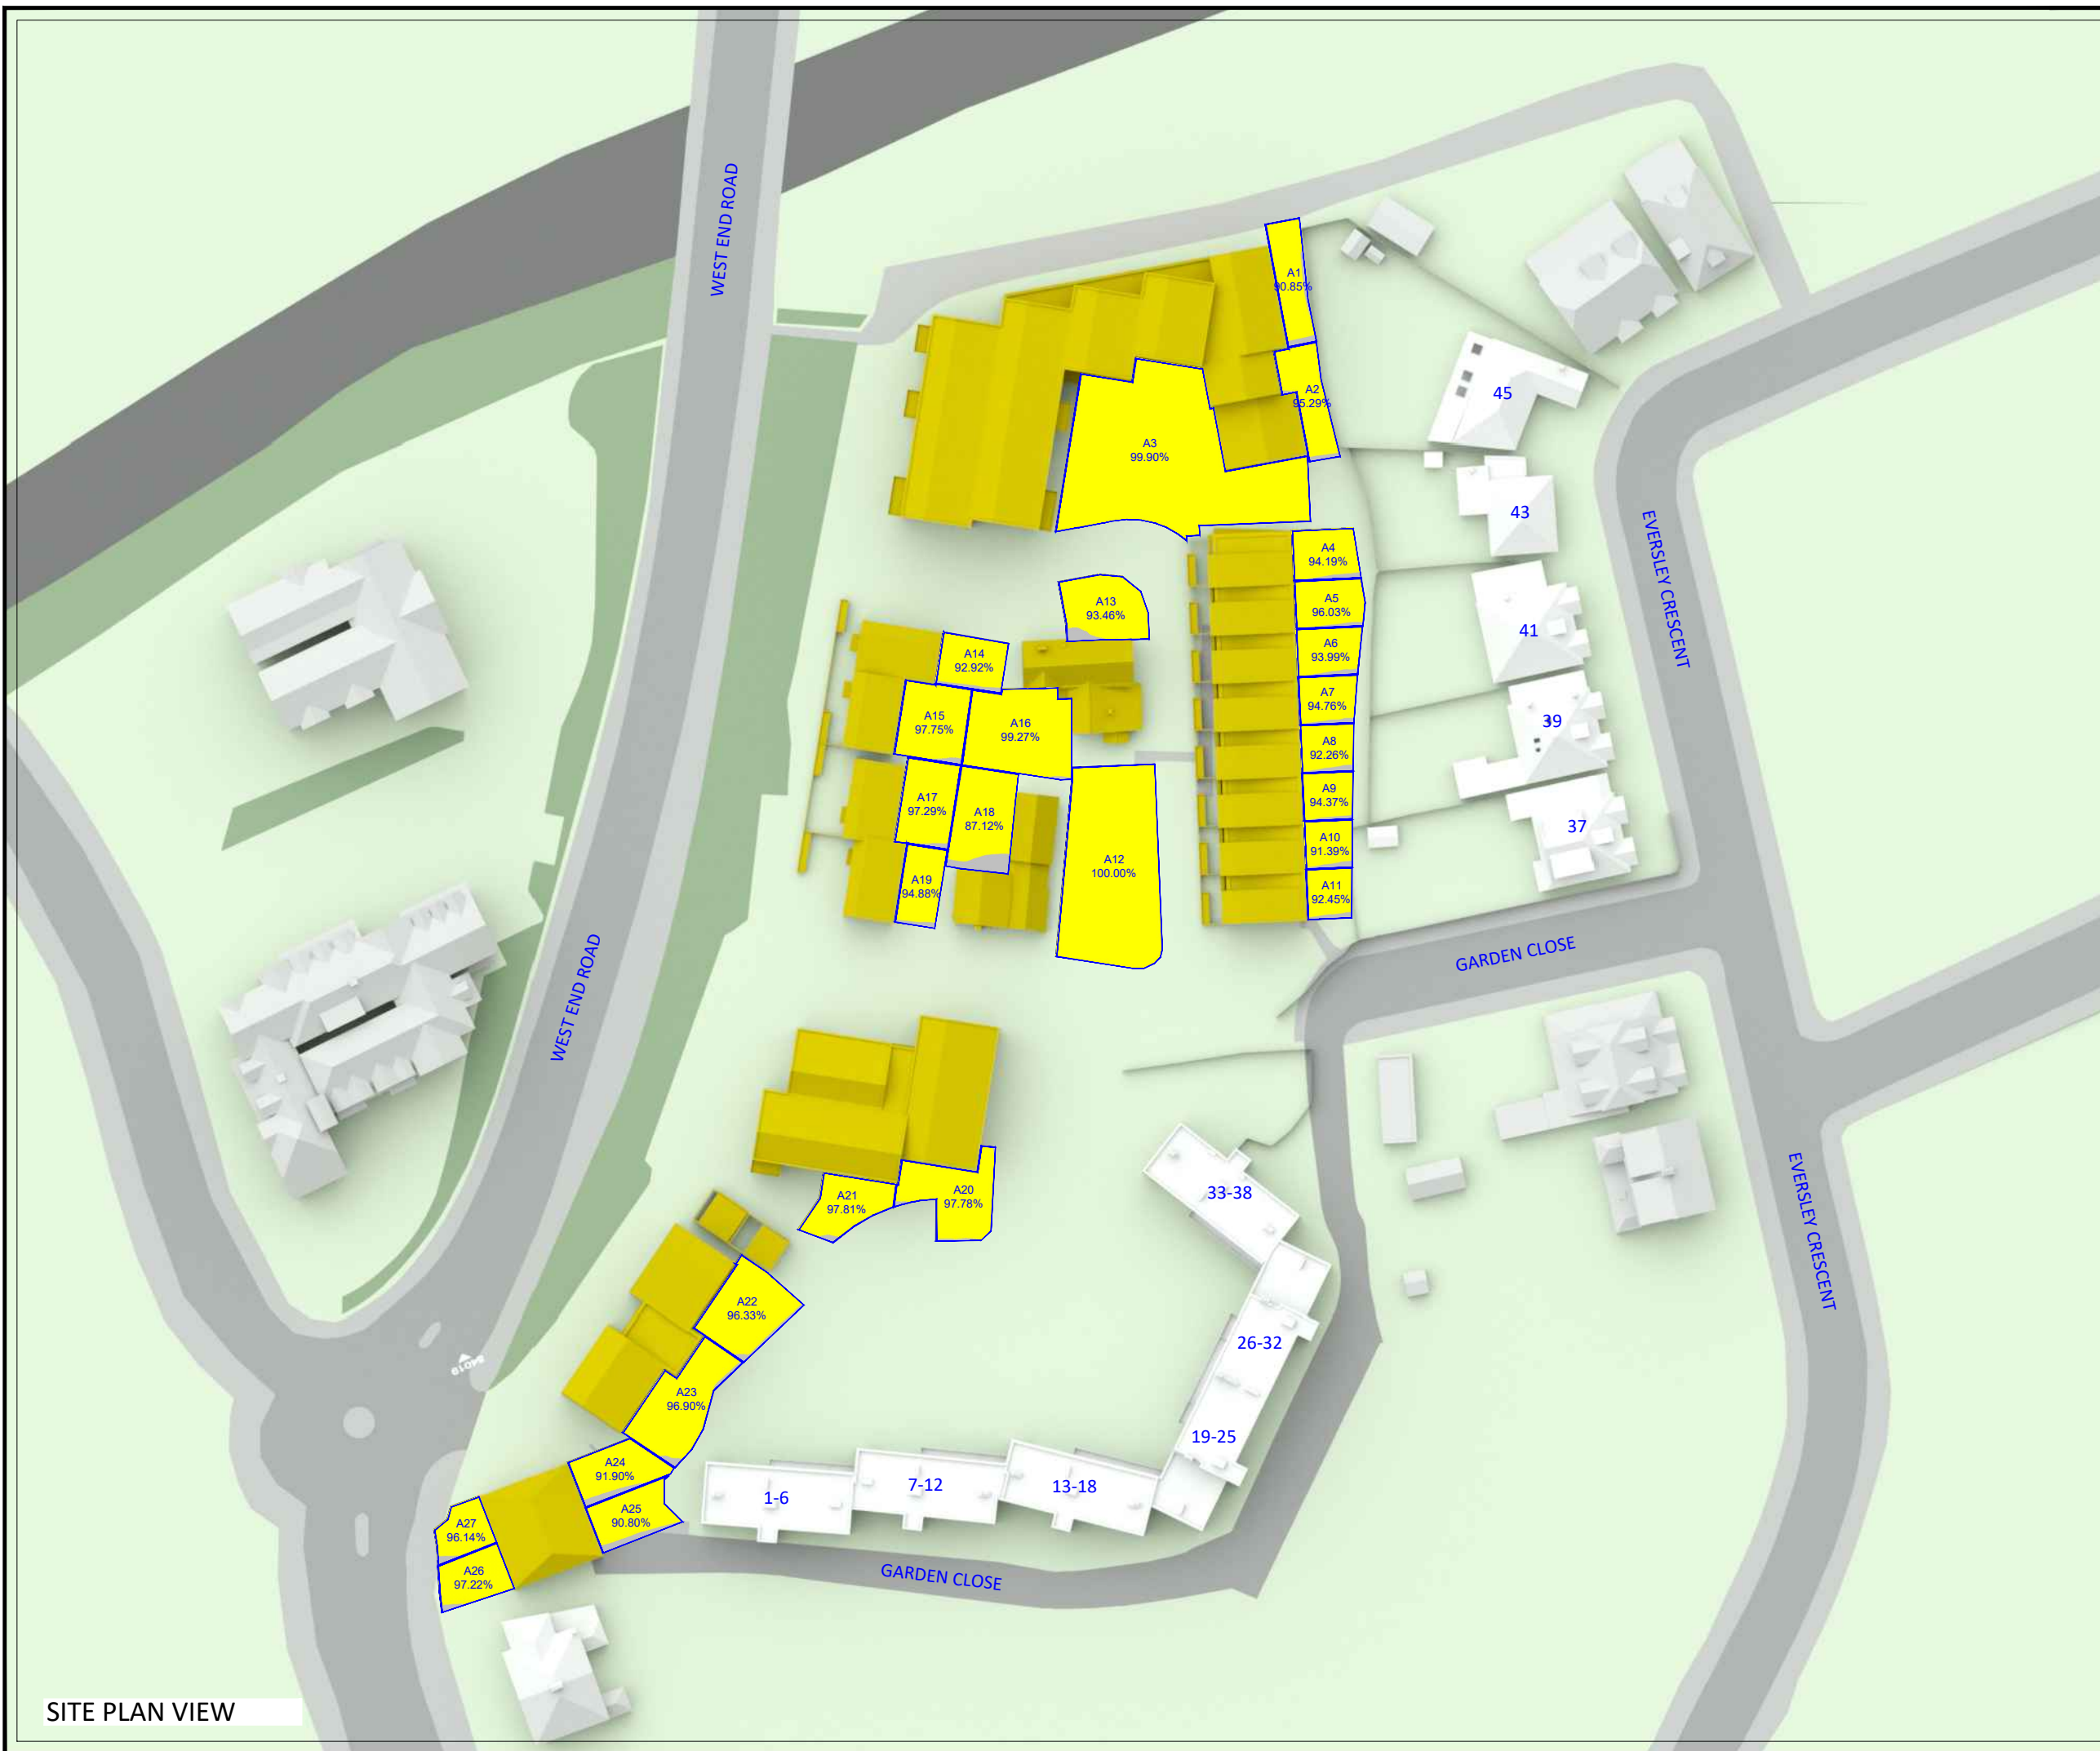 WEST END ROAD
A1
90.85%
A2
95.29%
A3
99.90%
45
43
EVERSLEY CRESCENT
A4
94.19%
A5
96.03%
A6
93.99%
A7
94.76%
A8
92.26%
A9
94.37%
A10
91.39%
A11
92.45%
41
39
37
A13
93.46%
A14
92.92%
A15
97.75%
A16
99.27%
A17
97.29%
A18
87.12%
A19
94.88%
A12
100.00%
GARDEN CLOSE
WEST END ROAD
A21
97.81%
A20
97.78%
33-38
EVERSLEY CRESCENT
A22
96.33%
26-32
A23
96.90%
19-25
A24
91.90%
A25
90.80%
1-6
7-12
13-18
A27
96.14%
A26
97.22%
GARDEN CLOSE
SITE PLAN VIEW